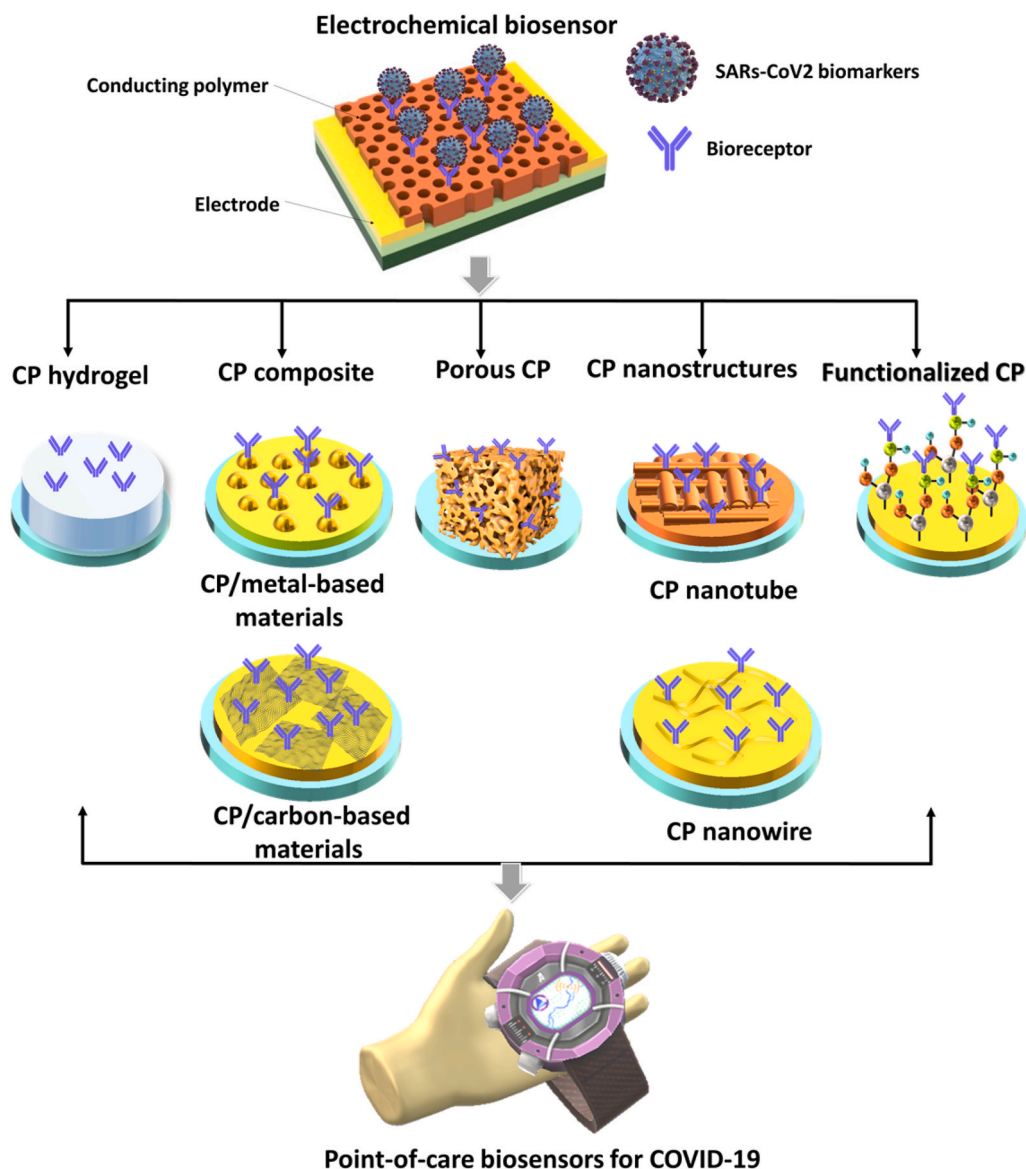 Electrochemical biosensor
SARs-CoV2 biomarkers
Conducting polymer
Bioreceptor
Electrode
CP hydrogel
CP composite
Porous CP
CP nanostructures
Functionalized CP
CP/metal-based
materials
CP nanotube
CP/carbon-based
materials
CP nanowire
Point-of-care biosensors for COVID-19